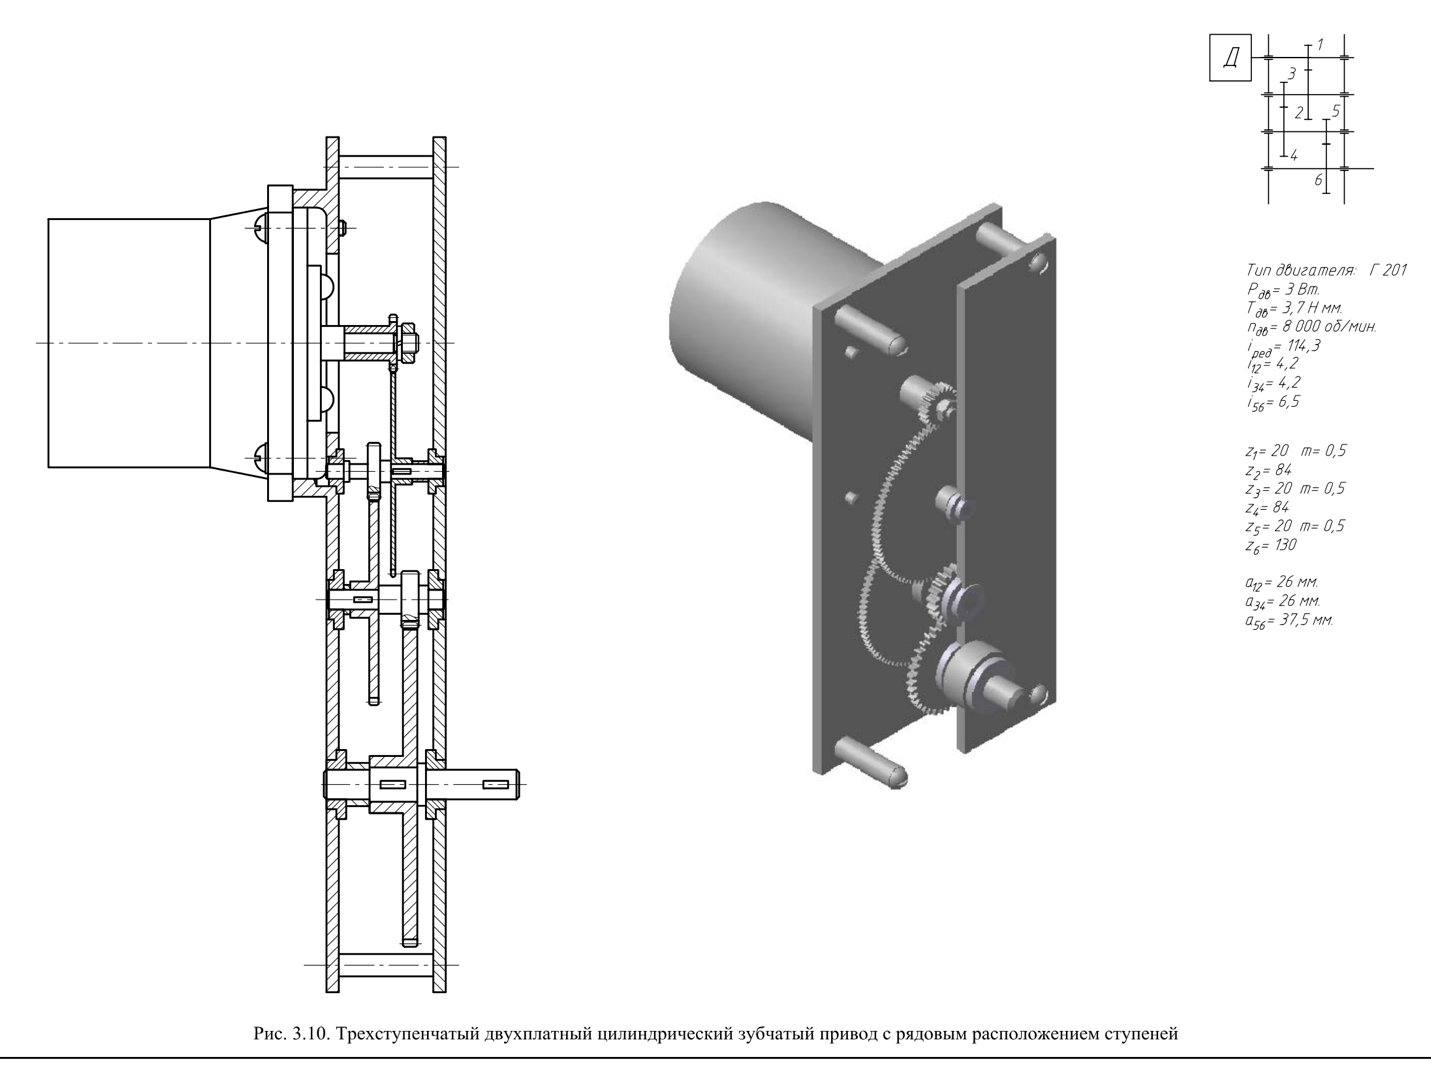 Д
1
3
2
5
4
6
Тип двигателя: Г 201
Pдв = 3 Вт.
Tдв = 3,7 Н мм.
nдв = 8 000 об/мин.
iред = 114,3
i12 = 4,2
i34 = 4,2
i56 = 6,5
z1 = 20 m = 0,5
z2 = 84
z3 = 20 m = 0,5
z4 = 84
z5 = 20 m = 0,5
z6 = 130
a12 = 26 мм.
a34 = 26 мм.
a56 = 37,5 мм.
Рис. 3.10. Трехступенчатый двухплатный цилиндрический зубчатый привод с рядовым расположением ступеней